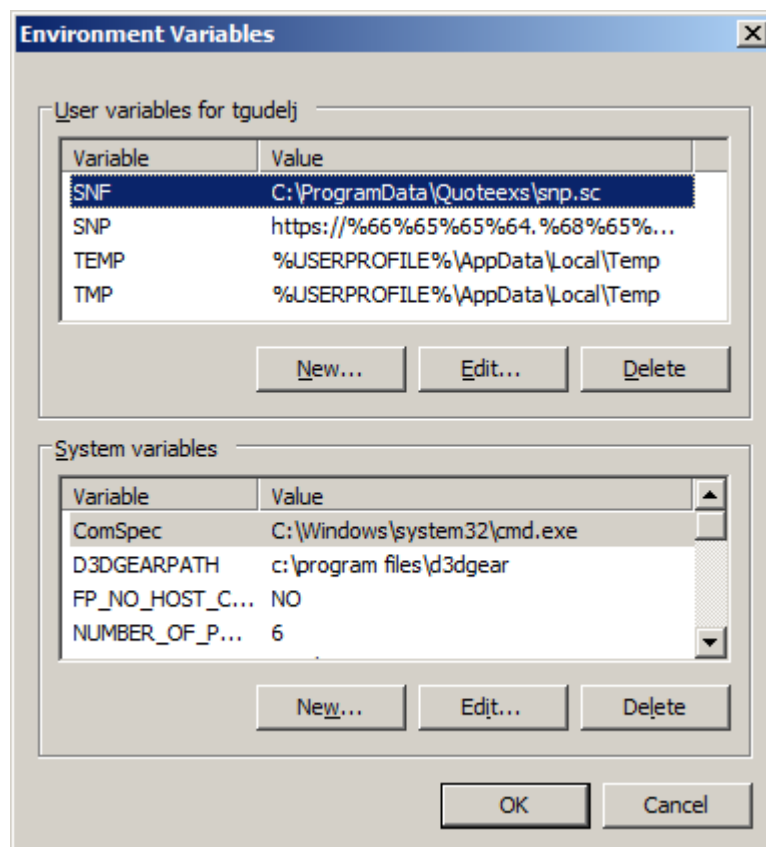 Environment Variables
User variables for tgudelj
Variable Value
SNF C:\ProgramData\Quoteexs\snp.sc
SNP https://%66%65%65%64.%68%65%...
TEMP %USERPROFILE%\AppData\Local\Temp
TMP %USERPROFILE%\AppData\Local\Temp
New... Edit... Delete
System variables
Variable Value
ComSpec C:\Windows\system32\cmd.exe
D3DGEARPATH c:\program files\d3dgear
FP_NO_HOST_C... NO
NUMBER_OF_P... 6
New... Edit... Delete
OK Cancel